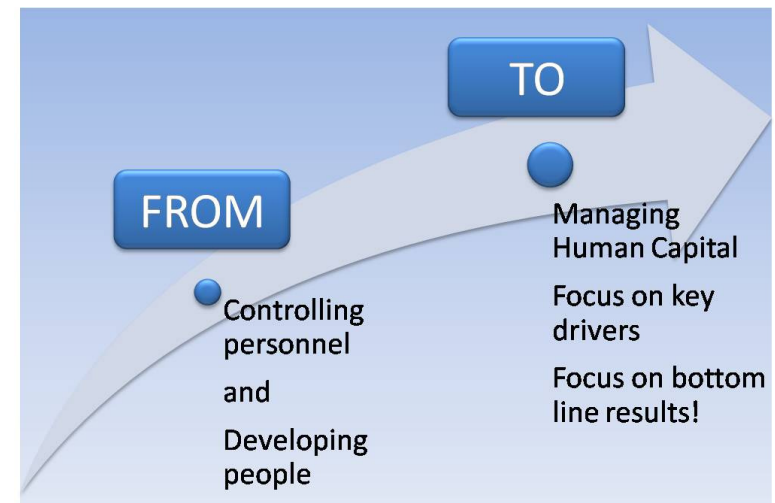 FROM
Controlling
personnel
and
Developing
people
TO
Managing
Human Capital
Focus on key
drivers
Focus on bottom
line results!